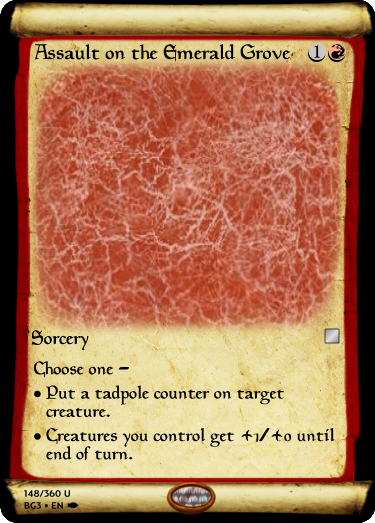 Assault on the Emerald Grove 1
Sorcery
Choose one –
• Put a tadpole counter on target
creature.
• Creatures you control get +1/+0 until
end of turn.
148/360 U
BG3 • EN